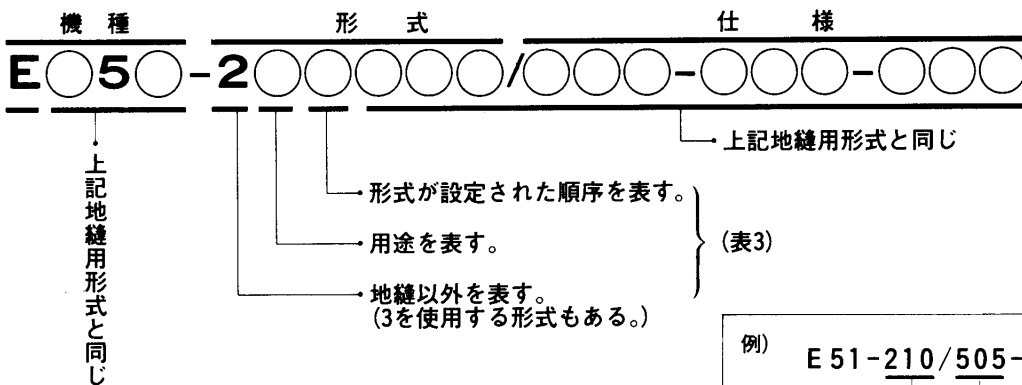 機種 形式 仕様
E○5○-2○○○○○/○○○-○○○-○○○
上記地縫用形式と同じ
上記地縫用形式と同じ
形式が設定された順序を表す。
用途を表す。
(表3)
地縫以外を表す。
(3を使用する形式もある。)
例) E51-210/505-